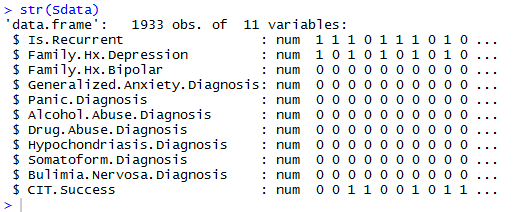 > str(Sdata)
'data.frame':   1933 obs. of  11 variables:
 $ Is.Recurrent                 : num  1 1 1 0 1 1 1 0 1 0 ...
 $ Family.Hx.Depression         : num  1 0 1 0 1 0 1 0 1 0 ...
 $ Family.Hx.Bipolar            : num  0 0 0 0 0 0 0 0 0 0 ...
 $ Generalized.Anxiety.Diagnosis: num  0 0 0 0 0 0 0 0 0 0 ...
 $ Panic.Diagnosis              : num  0 0 0 0 0 0 0 0 0 0 ...
 $ Alcohol.Abuse.Diagnosis      : num  0 0 0 0 0 0 0 0 0 0 ...
 $ Drug.Abuse.Diagnosis         : num  0 0 0 0 0 0 0 0 0 0 ...
 $ Hypochondriasis.Diagnosis    : num  0 0 0 0 0 0 0 0 0 0 ...
 $ Somatoform.Diagnosis         : num  0 0 0 0 0 0 0 0 0 0 ...
 $ Bulimia.Nervosa.Diagnosis    : num  0 0 0 0 0 0 0 0 0 0 ...
 $ CIT.Success                  : num  0 0 1 1 0 0 1 0 1 1 ...
>